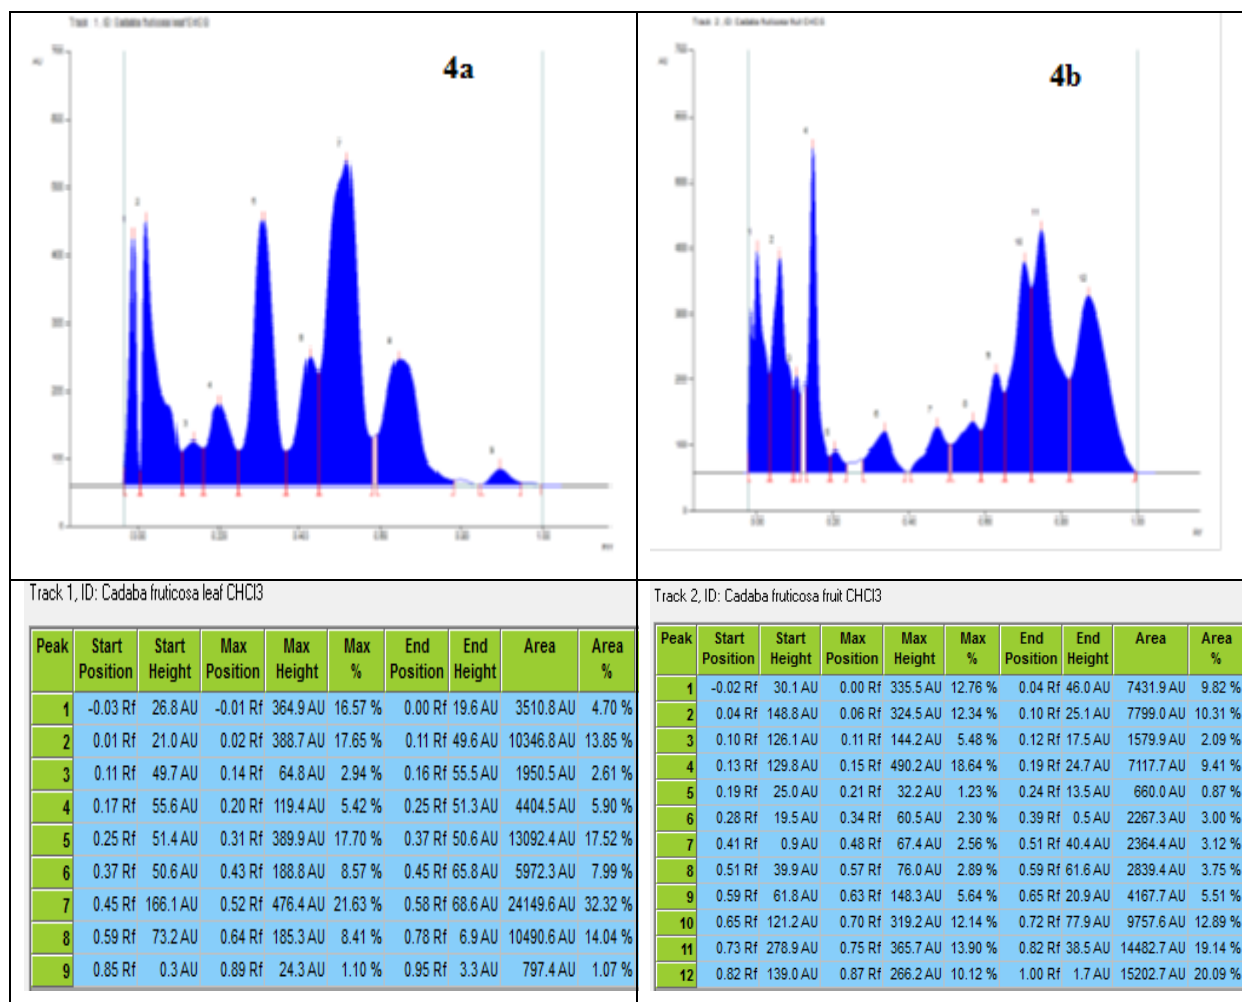 Track 1, ID: Cadaba fruticosa leaf CHCl3
4a
Track 2, ID: Cadaba fruticosa fruit CHCl3
4b
Track 1, ID: Cadaba fruticosa leaf CHCl3
Peak Start Position Start Height Max Position Max Height Max % End Position End Height Area Area %
1 -0.03 Rf 26.8 AU -0.01 Rf 364.9 AU 16.57 % 0.00 Rf 19.6 AU 3510.8 AU 4.70 %
2 0.01 Rf 21.0 AU 0.02 Rf 388.7 AU 17.65 % 0.11 Rf 49.6 AU 10346.8 AU 13.85 %
3 0.11 Rf 49.7 AU 0.14 Rf 64.8 AU 2.94 % 0.16 Rf 55.5 AU 1950.5 AU 2.61 %
4 0.17 Rf 55.6 AU 0.20 Rf 119.4 AU 5.42 % 0.25 Rf 51.3 AU 4404.5 AU 5.90 %
5 0.25 Rf 51.4 AU 0.31 Rf 389.9 AU 17.70 % 0.37 Rf 50.6 AU 13092.4 AU 17.52 %
6 0.37 Rf 50.6 AU 0.43 Rf 188.8 AU 8.57 % 0.45 Rf 65.8 AU 5972.3 AU 7.99 %
7 0.45 Rf 166.1 AU 0.52 Rf 476.4 AU 21.63 % 0.58 Rf 68.6 AU 24149.6 AU 32.32 %
8 0.59 Rf 73.2 AU 0.64 Rf 185.3 AU 8.41 % 0.78 Rf 6.9 AU 10490.6 AU 14.04 %
9 0.85 Rf 0.3 AU 0.89 Rf 24.3 AU 1.10 % 0.95 Rf 3.3 AU 797.4 AU 1.07 %
Track 2, ID: Cadaba fruticosa fruit CHCl3
Peak Start Position Start Height Max Position Max Height Max % End Position End Height Area Area %
1 -0.02 Rf 30.1 AU 0.00 Rf 335.5 AU 12.76 % 0.04 Rf 46.0 AU 7431.9 AU 9.82 %
2 0.04 Rf 148.8 AU 0.06 Rf 324.5 AU 12.34 % 0.10 Rf 25.1 AU 7799.0 AU 10.31 %
3 0.10 Rf 126.1 AU 0.11 Rf 144.2 AU 5.48 % 0.12 Rf 17.5 AU 1579.9 AU 2.09 %
4 0.13 Rf 129.8 AU 0.15 Rf 490.2 AU 18.64 % 0.19 Rf 24.7 AU 7117.7 AU 9.41 %
5 0.19 Rf 25.0 AU 0.21 Rf 32.2 AU 1.23 % 0.24 Rf 13.5 AU 660.0 AU 0.87 %
6 0.28 Rf 19.5 AU 0.34 Rf 60.5 AU 2.30 % 0.39 Rf 0.5 AU 2267.3 AU 3.00 %
7 0.41 Rf 0.9 AU 0.48 Rf 67.4 AU 2.56 % 0.51 Rf 40.4 AU 2364.4 AU 3.12 %
8 0.51 Rf 39.9 AU 0.57 Rf 76.0 AU 2.89 % 0.59 Rf 61.6 AU 2839.4 AU 3.75 %
9 0.59 Rf 61.8 AU 0.63 Rf 148.3 AU 5.64 % 0.65 Rf 20.9 AU 4167.7 AU 5.51 %
10 0.65 Rf 121.2 AU 0.70 Rf 319.2 AU 12.14 % 0.72 Rf 77.9 AU 9757.6 AU 12.89 %
11 0.73 Rf 278.9 AU 0.75 Rf 365.7 AU 13.90 % 0.82 Rf 38.5 AU 14482.7 AU 19.14 %
12 0.82 Rf 139.0 AU 0.87 Rf 266.2 AU 10.12 % 1.00 Rf 1.7 AU 15202.7 AU 20.09 %